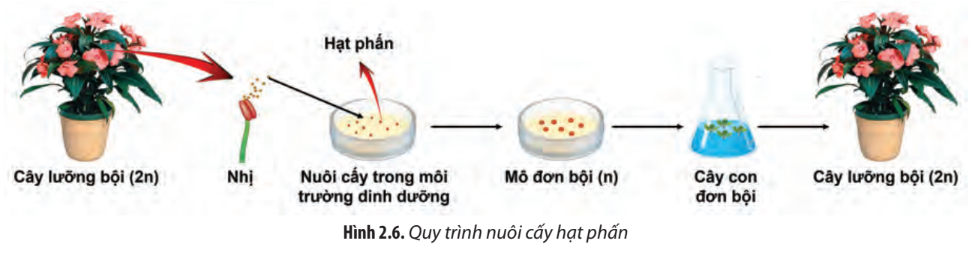 Hạt phấn
Cây lưỡng bội (2n)
Nhị
Nuôi cấy trong môi
trường dinh dưỡng
Mô đơn bội (n)
Cây con
đơn bội
Cây lưỡng bội (2n)
Hình 2.6. Quy trình nuôi cấy hạt phấn